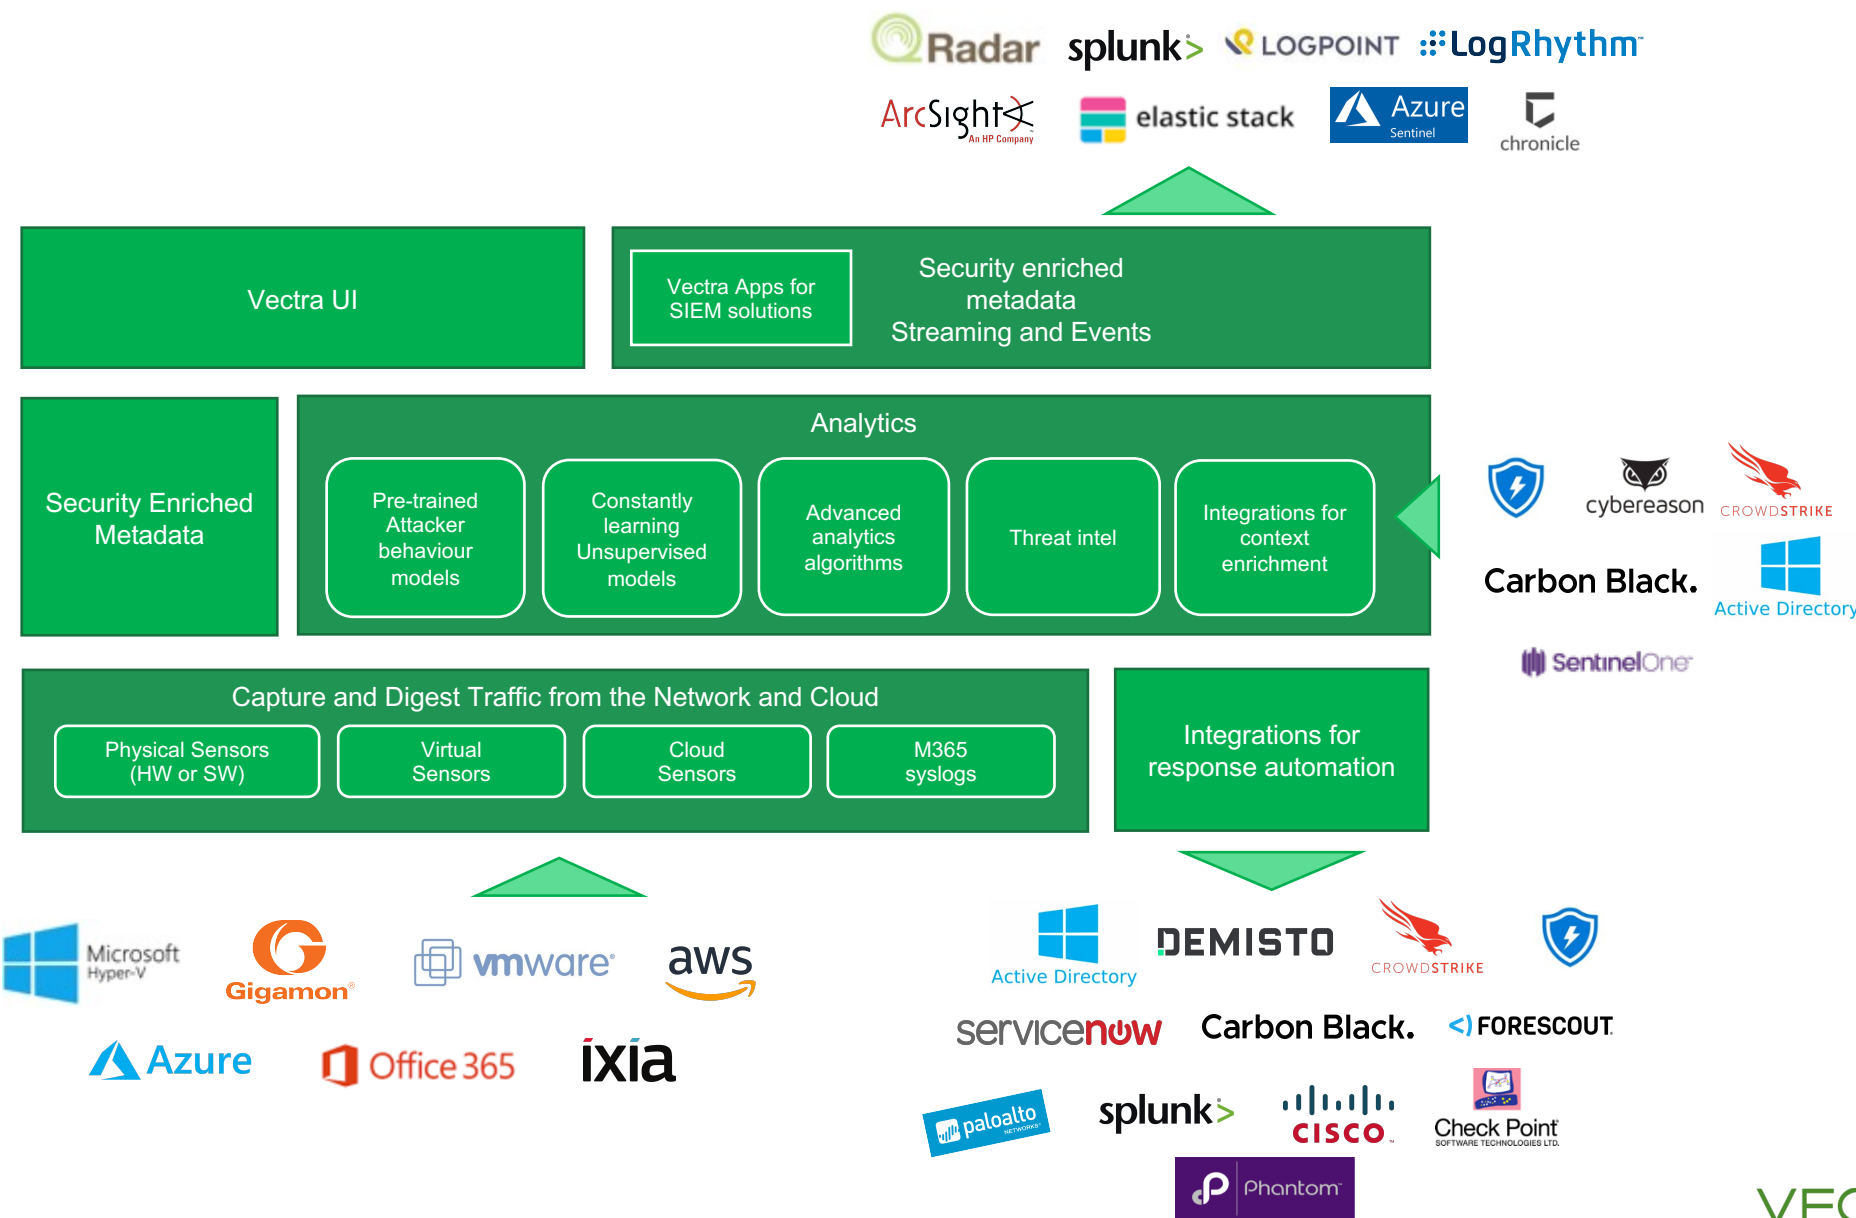 QRadar
splunk>
LOGPOINT
LogRhythm
ArcSight
An HP Company
elastic stack
Azure
Sentinel
chronicle
Vectra UI
Vectra Apps for
SIEM solutions
Security enriched
metadata
Streaming and Events
Security Enriched
Metadata
Analytics
Pre-trained
Attacker
behaviour
models
Constantly
learning
Unsupervised
models
Advanced
analytics
algorithms
Threat intel
Integrations for
context
enrichment
cybereason
CROWDSTRIKE
Carbon Black.
Active Directory
SentinelOne
Capture and Digest Traffic from the Network and Cloud
Physical Sensors
(HW or SW)
Virtual
Sensors
Cloud
Sensors
M365
syslogs
Integrations for
response automation
Microsoft
Hyper-V
Gigamon®
vmware®
aws
Azure
Office 365
ixia
Active Directory
DEMISTO
CROWDSTRIKE
servicenow
Carbon Black.
FORESCOUT
paloalto
NETWORKS
splunk>
CISCO
Check Point
SOFTWARE TECHNOLOGIES LTD.
Phantom